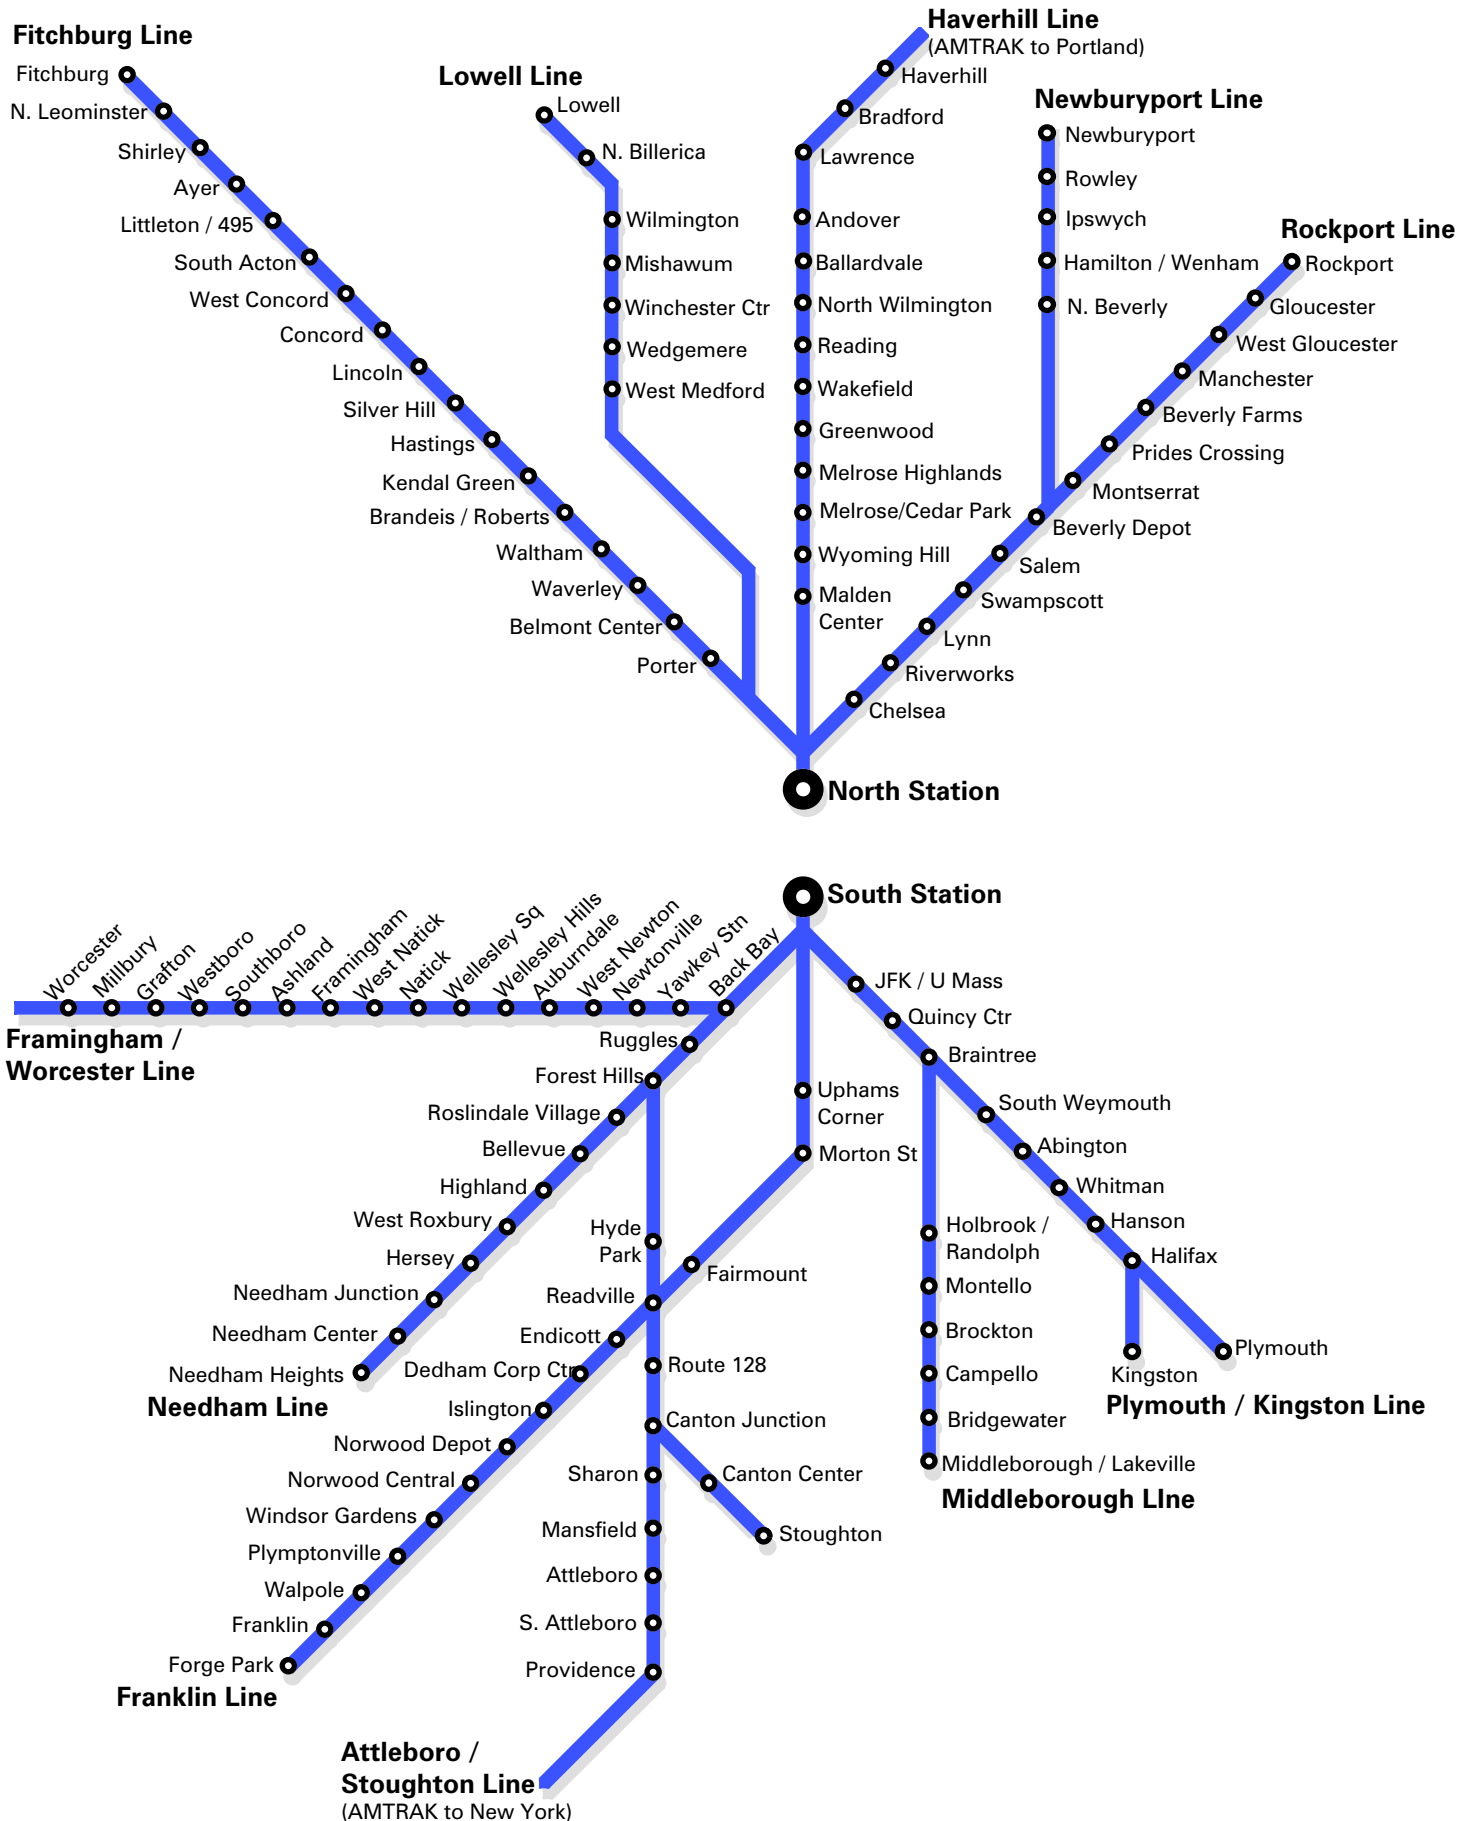 Fitchburg Line
Fitchburg
N. Leominster
Shirley
Ayer
Littleton / 495
South Acton
West Concord
Concord
Lincoln
Silver Hill
Hastings
Kendal Green
Brandeis / Roberts
Waltham
Waverley
Belmont Center
Porter
Lowell Line
Lowell
N. Billerica
Wilmington
Mishawum
Winchester Ctr
Wedgemere
West Medford
Haverhill Line
(AMTRAK to Portland)
Haverhill
Bradford
Lawrence
Andover
Ballardvale
North Wilmington
Reading
Wakefield
Greenwood
Melrose Highlands
Melrose/Cedar Park
Wyoming Hill
Malden
Center
Newburyport Line
Newburyport
Rowley
Ipswych
Hamilton / Wenham
N. Beverly
Rockport Line
Rockport
Gloucester
West Gloucester
Manchester
Beverly Farms
Prides Crossing
Montserrat
Beverly Depot
Salem
Swampscott
Lynn
Riverworks
Chelsea
North Station
South Station
Worcester
Millbury
Grafton
Westboro
Southboro
Ashland
Framingham
West Natick
Natick
Wellesley Sq
Wellesley Hills
Auburndale
West Newton
Newtonville
Yawkey Stn
Back Bay
Framingham /
Worcester Line
Ruggles
Forest Hills
Roslindale Village
Bellevue
Highland
West Roxbury
Hersey
Needham Junction
Needham Center
Needham Heights
Needham Line
Uphams
Corner
Morton St
Fairmount
Hyde
Park
Readville
Endicott
Dedham Corp Ctr
Islington
Norwood Depot
Norwood Central
Windsor Gardens
Plymptonville
Walpole
Franklin
Forge Park
Franklin Line
Route 128
Canton Junction
Canton Center
Stoughton
Sharon
Mansfield
Attleboro
S. Attleboro
Providence
Attleboro /
Stoughton Line
(AMTRAK to New York)
JFK / U Mass
Quincy Ctr
Braintree
South Weymouth
Abington
Whitman
Hanson
Halifax
Kingston
Plymouth
Plymouth / Kingston Line
Holbrook /
Randolph
Montello
Brockton
Campello
Bridgewater
Middleborough / Lakeville
Middleborough LIne